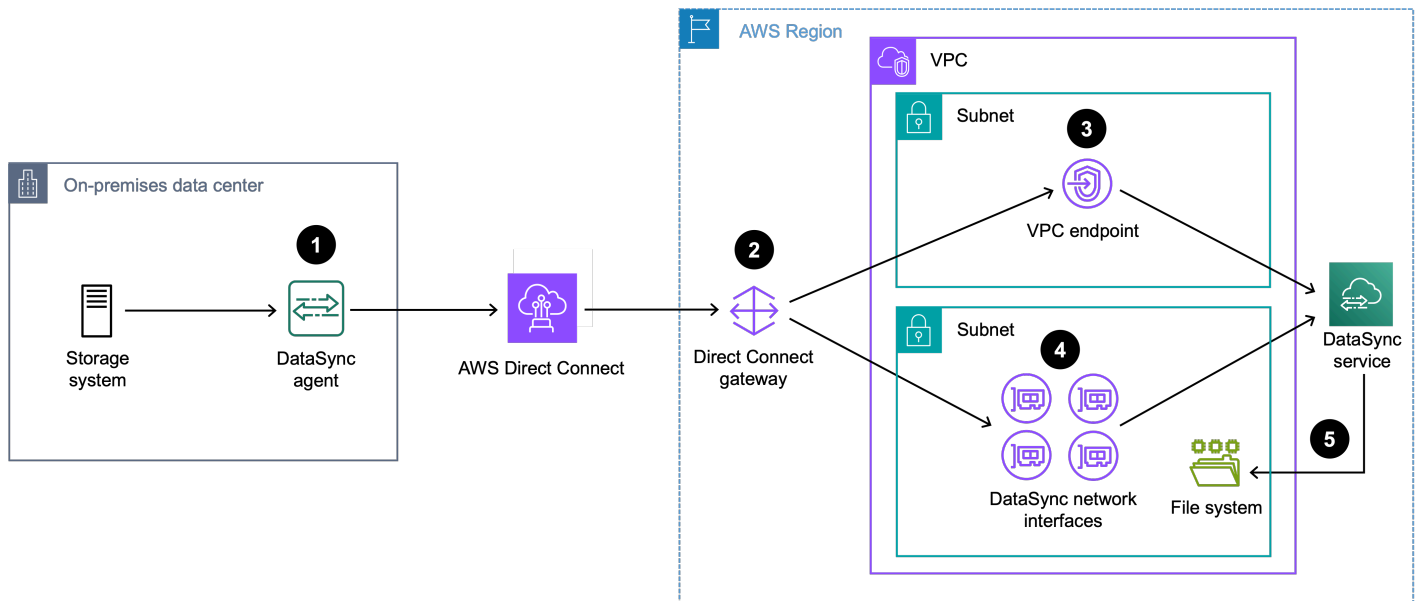 AWS Region
VPC
Subnet
3
VPC endpoint
On-premises data center
1
Storage
system
DataSync
agent
AWS Direct Connect
2
Direct Connect
gateway
Subnet
4
DataSync network
interfaces
DataSync
service
5
File system